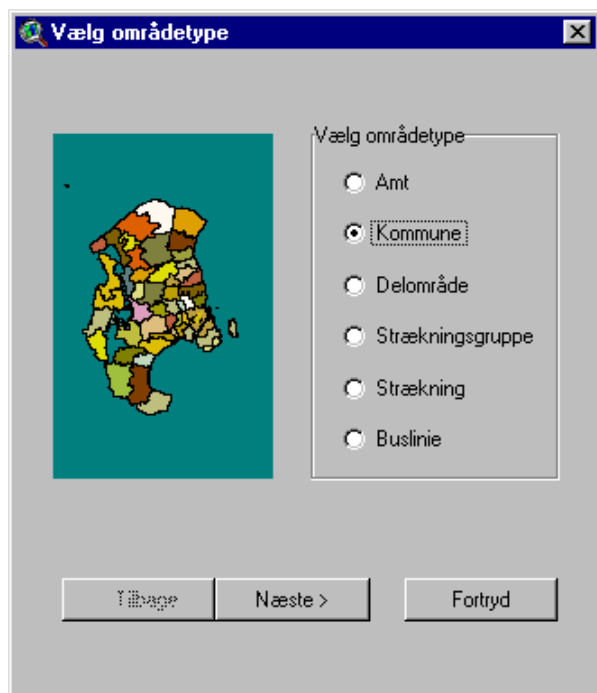 Vælg områdetype
Vælg områdetype
Amt
Kommune
Delområde
Strækningsgruppe
Strækning
Buslinie
Tilbage
Næste >
Fortryd